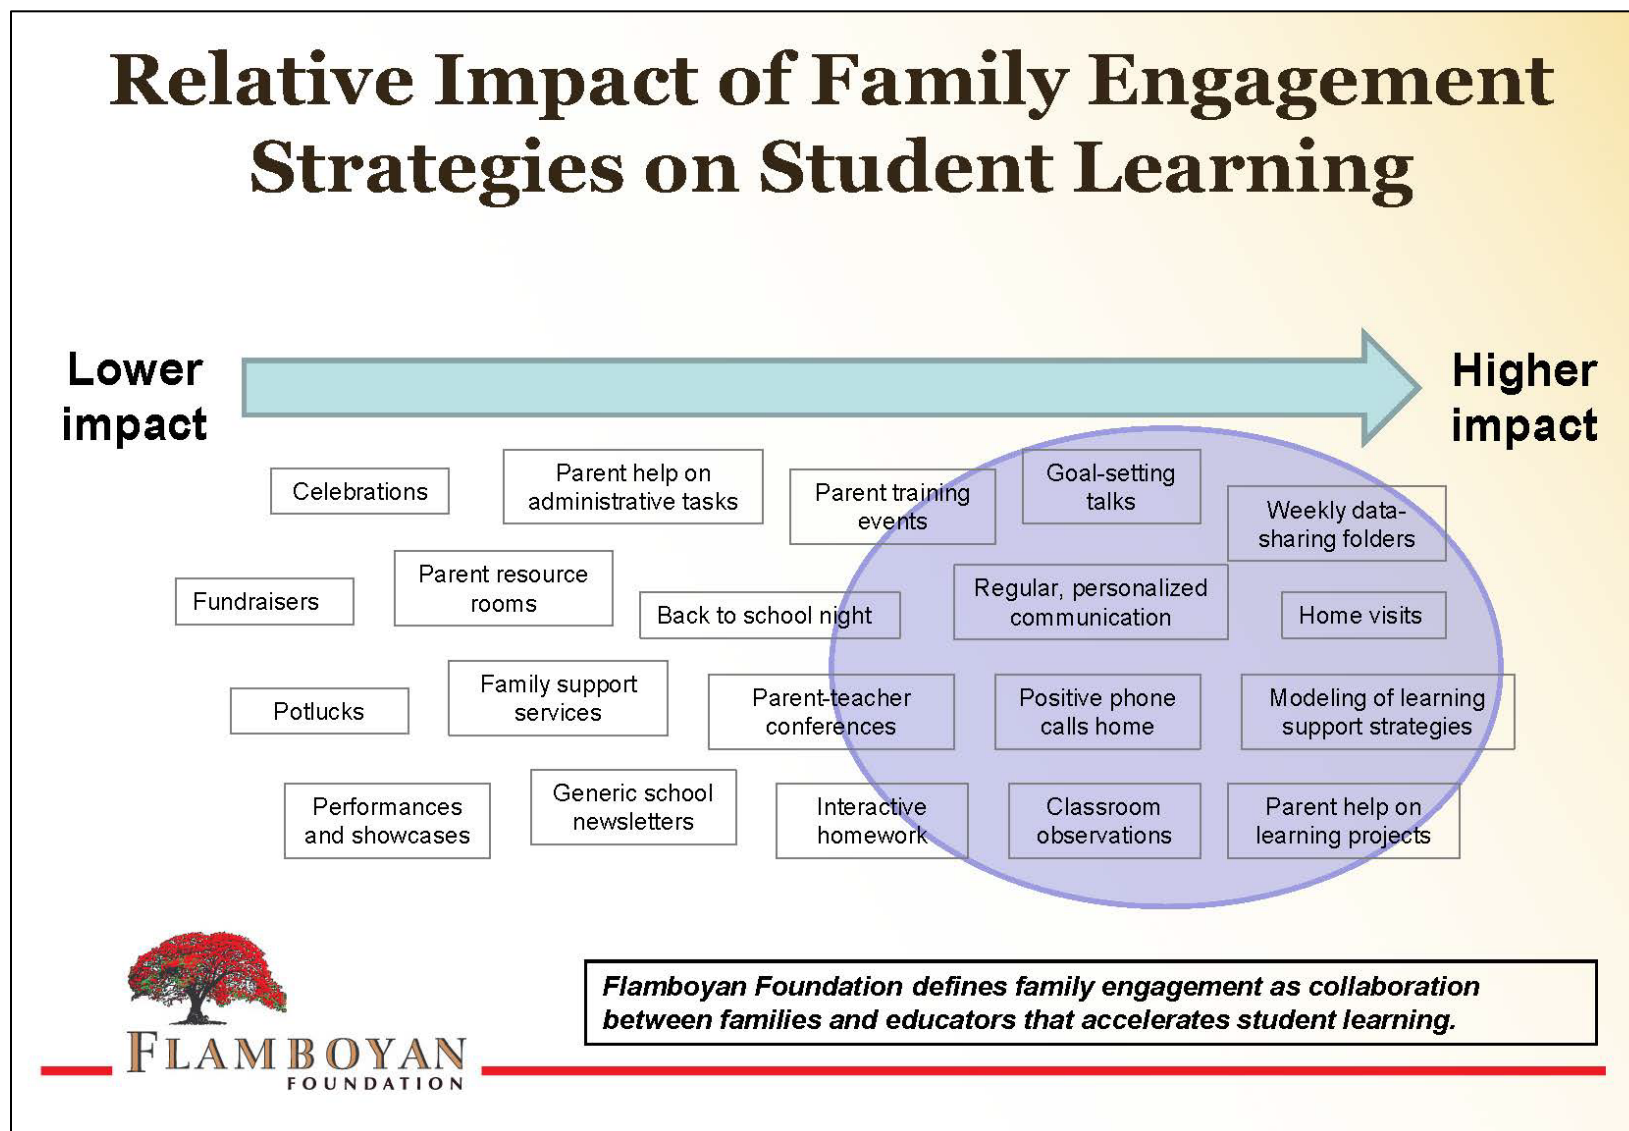 Relative Impact of Family Engagement
Strategies on Student Learning
Lower
impact
Higher
impact
Celebrations
Parent help on
administrative tasks
Parent training
events
Goal-setting
talks
Weekly data-
sharing folders
Fundraisers
Parent resource
rooms
Back to school night
Regular, personalized
communication
Home visits
Potlucks
Family support
services
Parent-teacher
conferences
Positive phone
calls home
Modeling of learning
support strategies
Performances
and showcases
Generic school
newsletters
Interactive
homework
Classroom
observations
Parent help on
learning projects
Flamboyan Foundation defines family engagement as collaboration
between families and educators that accelerates student learning.
FLAMBOYAN
FOUNDATION